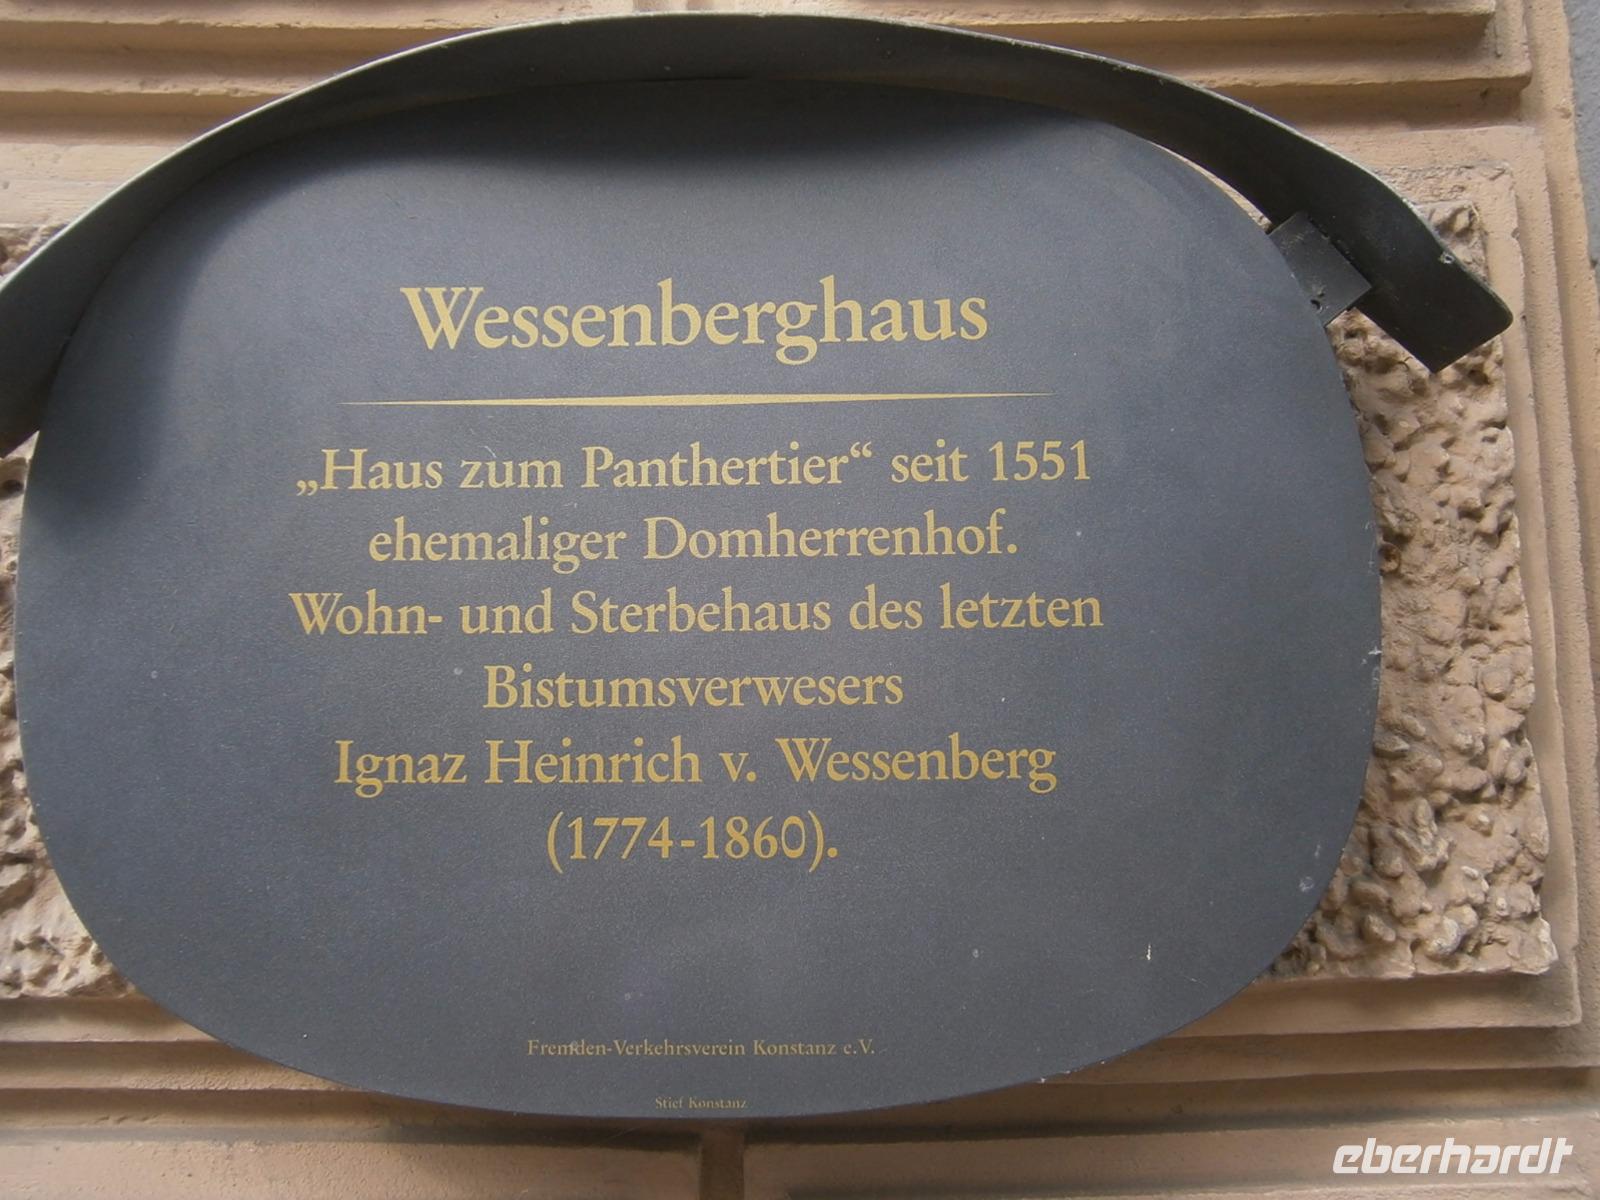 Wessenberghaus
„Haus zum Panthertier“ seit 1551
ehemaliger Domherrenhof.
Wohn- und Sterbehaus des letzten
Bistumsverwesers
Ignaz Heinrich v. Wessenberg
(1774-1860).
Fremden-Verkehrsverein Konstanz e.V.
Stief Konstanz
eberhardt